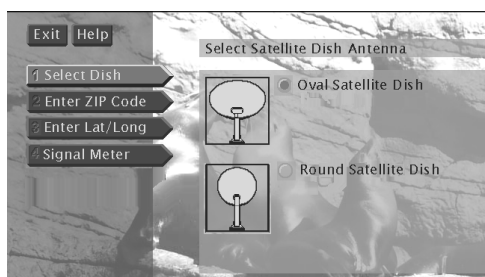 Exit Help
Select Satellite Dish Antenna
1 Select Dish
2 Enter ZIP Code
3 Enter Lat/Long
4 Signal Meter
Oval Satellite Dish
Round Satellite Dish